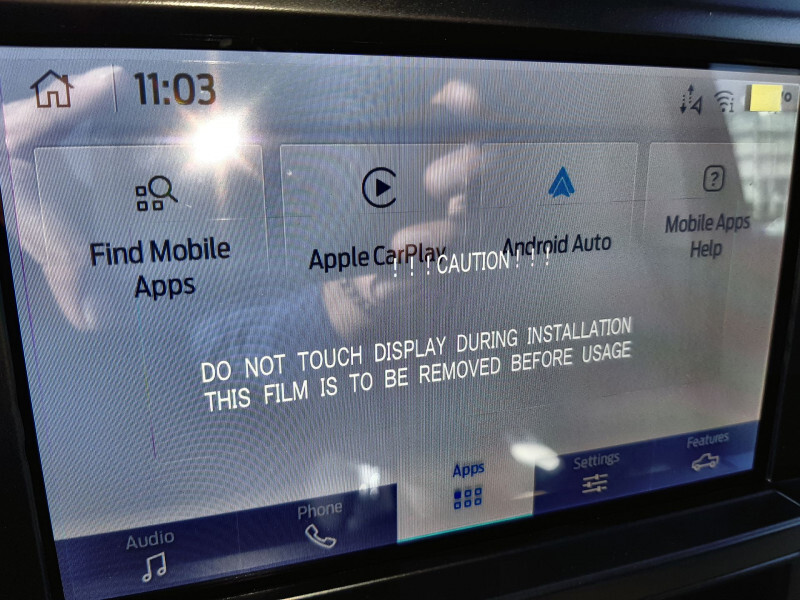 11:03
Find Mobile
Apps
Apple CarPlay
Android Auto
Mobile Apps
Help
! ! !CAUTION! ! !
DO NOT TOUCH DISPLAY DURING INSTALLATION
THIS FILM IS TO BE REMOVED BEFORE USAGE
Audio
Phone
Apps
Settings
Features